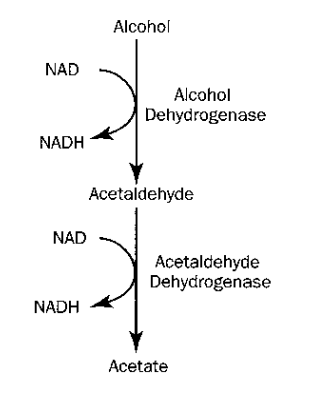 Alcohol
NAD
Alcohol
Dehydrogenase
NADH
Acetaldehyde
NAD
Acetaldehyde
Dehydrogenase
NADH
Acetate